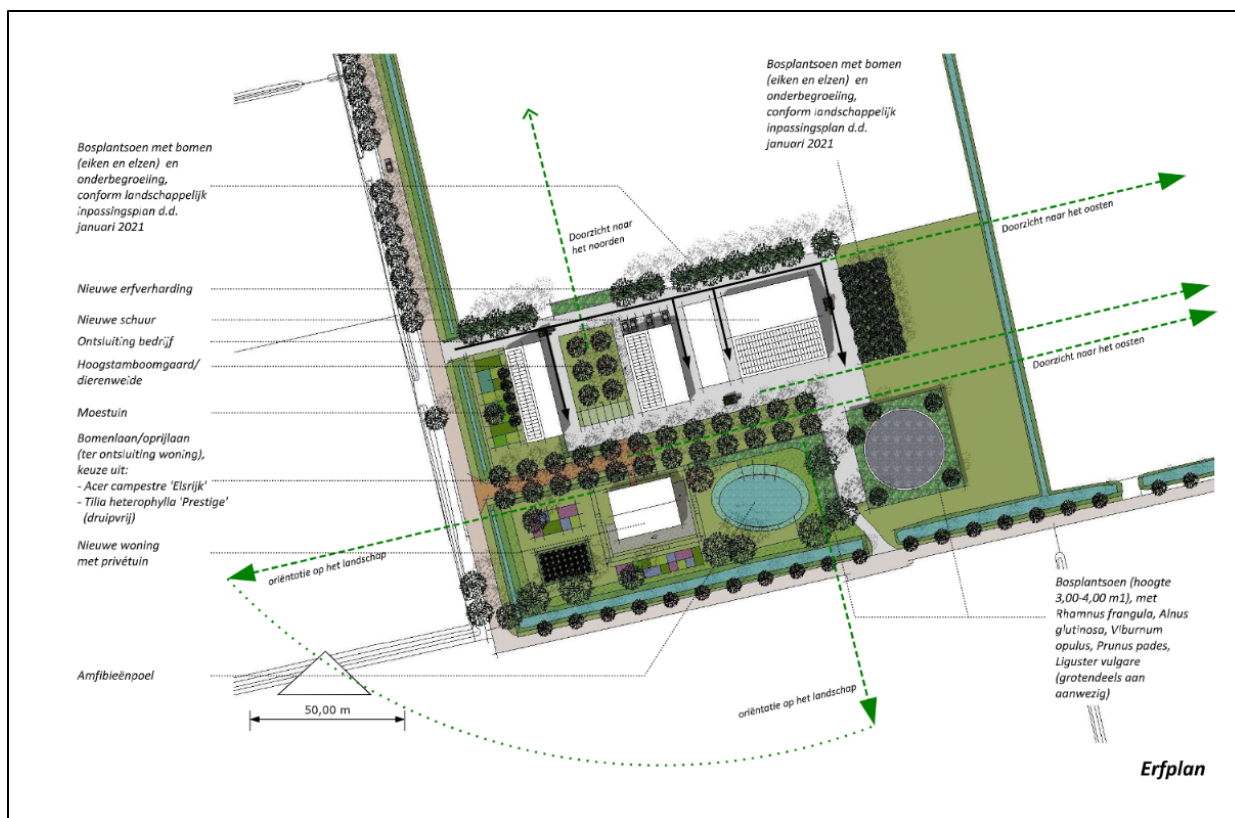 Bosplantsoen met bomen
(eiken en elzen) en
onderbegroeiing,
conform landschappelijk
inpassingsplan d.d.
januari 2021
Bosplantsoen met bomen
(eiken en elzen) en
onderbegroeiing,
conform landschappelijk
inpassingsplan d.d.
januari 2021
Doorzicht naar
het noorden
Doorzicht naar het oosten
Doorzicht naar het oosten
Nieuwe erfverharding
Nieuwe schuur
Ontsluiting bedrijf
Hoogstamboomgaard/
dierenweide
Moestuin
Bomenlaan/oprijlaan
(ter ontsluiting woning),
keuze uit:
- Acer campestre 'Elsrijk'
- Tilia heterophylla 'Prestige'
(druipvrij)
Nieuwe woning
met privétuin
oriëntatie op het landschap
Amfibieënpoel
50,00 m
oriëntatie op het landschap
Bosplantsoen (hoogte
3,00-4,00 m1), met
Rhamnus frangula, Alnus
glutinosa, Viburnum
opulus, Prunus pades,
Liguster vulgare
(grotendeels aan
aanwezig)
Erfplan